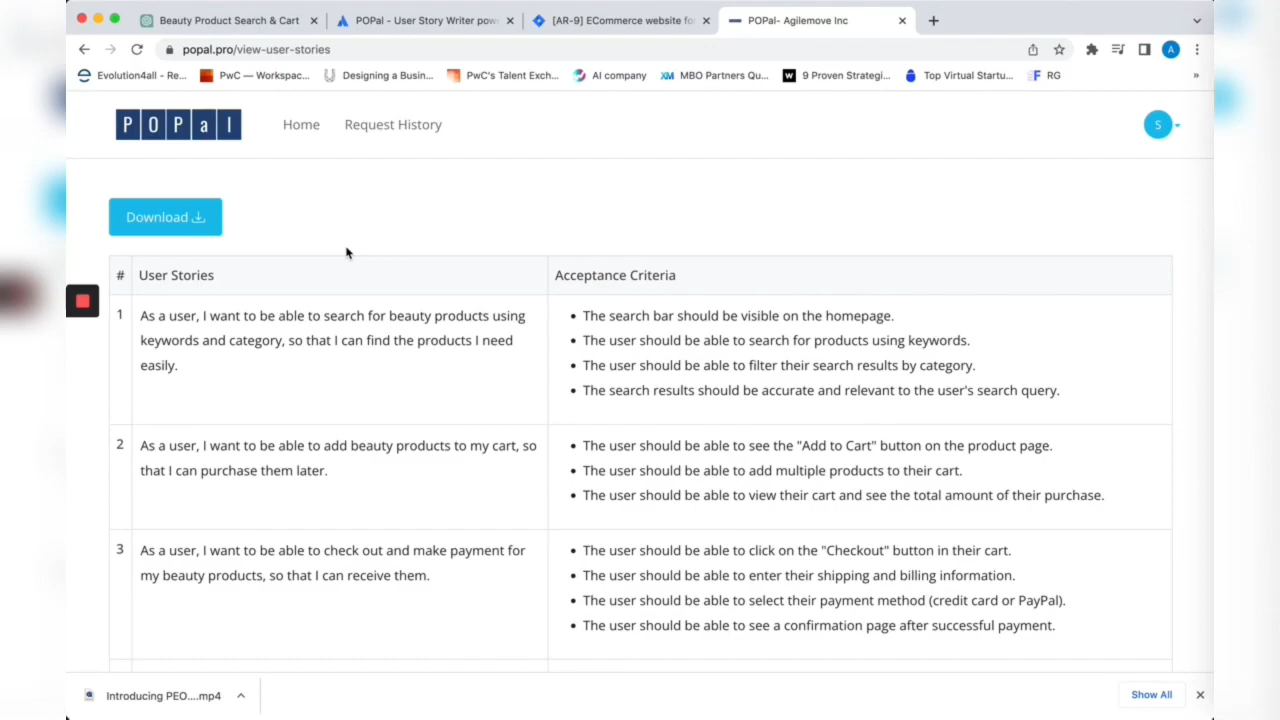 Beauty Product Search & Cart
POPal - User Story Writer pow
[AR-9] ECommerce website fo
POPal- Agilemove Inc
popal.pro/view-user-stories
A
Evolution4all - Re...
PwC — Workspac...
Designing a Busin...
PwC's Talent Exch...
AI company
XM MBO Partners Qu...
W 9 Proven Strategi...
Top Virtual Startu...
F RG
»
POPal
Home
Request History
S
Download
# User Stories Acceptance Criteria
1
As a user, I want to be able to search for beauty products using
keywords and category, so that I can find the products I need
easily.
• The search bar should be visible on the homepage.
• The user should be able to search for products using keywords.
• The user should be able to filter their search results by category.
• The search results should be accurate and relevant to the user's search query.
2
As a user, I want to be able to add beauty products to my cart, so
that I can purchase them later.
• The user should be able to see the "Add to Cart" button on the product page.
• The user should be able to add multiple products to their cart.
• The user should be able to view their cart and see the total amount of their purchase.
3
As a user, I want to be able to check out and make payment for
my beauty products, so that I can receive them.
• The user should be able to click on the "Checkout" button in their cart.
• The user should be able to enter their shipping and billing information.
• The user should be able to select their payment method (credit card or PayPal).
• The user should be able to see a confirmation page after successful payment.
Introducing PEO....mp4
Show All